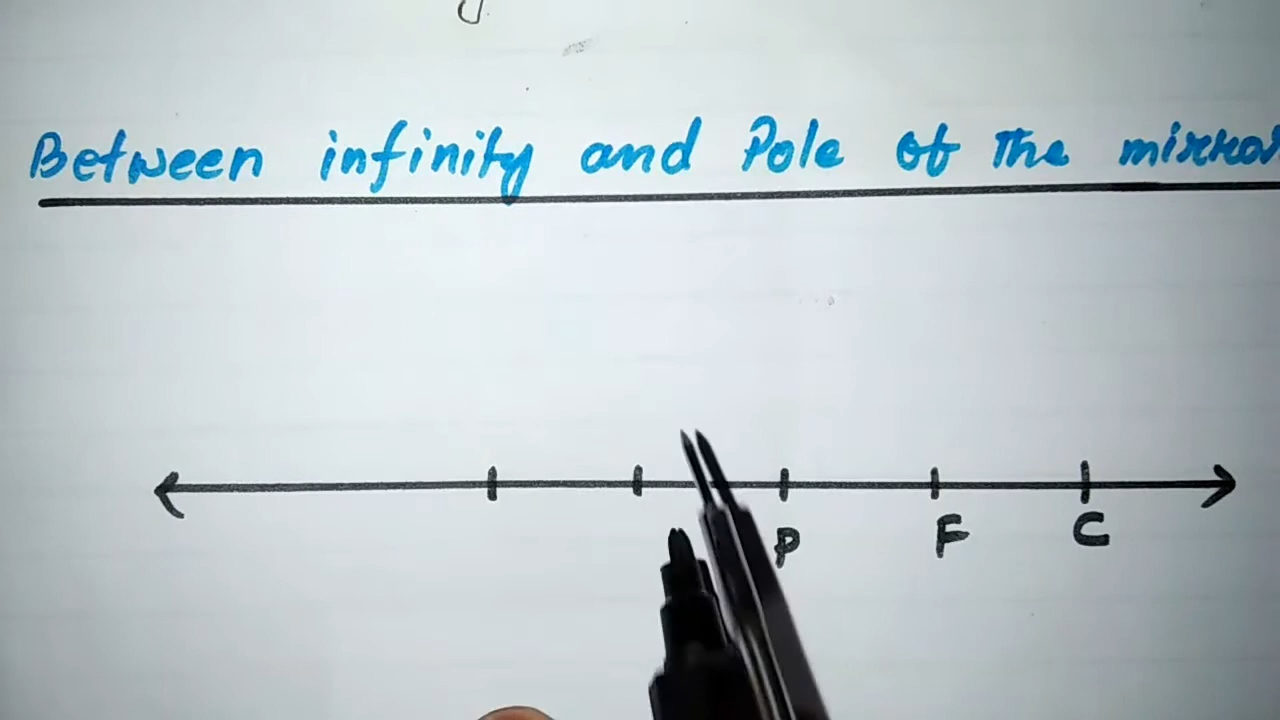 Between infinity and Pole of the mirror
P F C